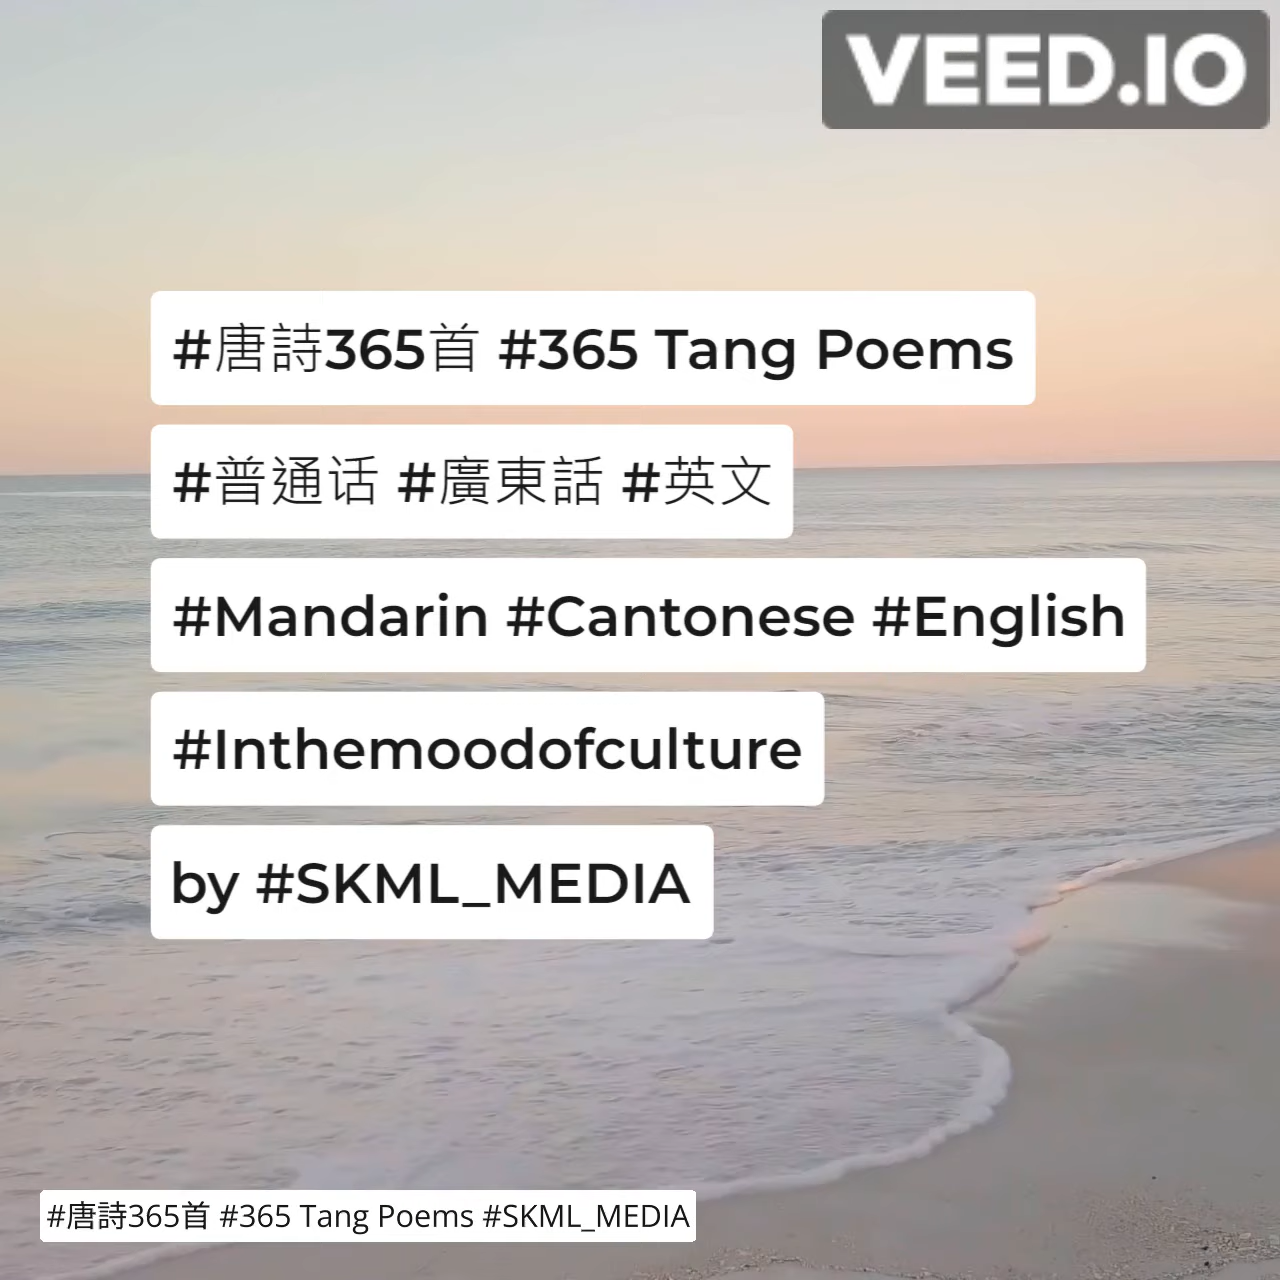 VEED.IO
#唐詩365首 #365 Tang Poems
#普通话 #廣東話 #英文
#Mandarin #Cantonese #English
#Inthemoodofculture
by #SKML_MEDIA
#唐詩365首 #365 Tang Poems #SKML_MEDIA